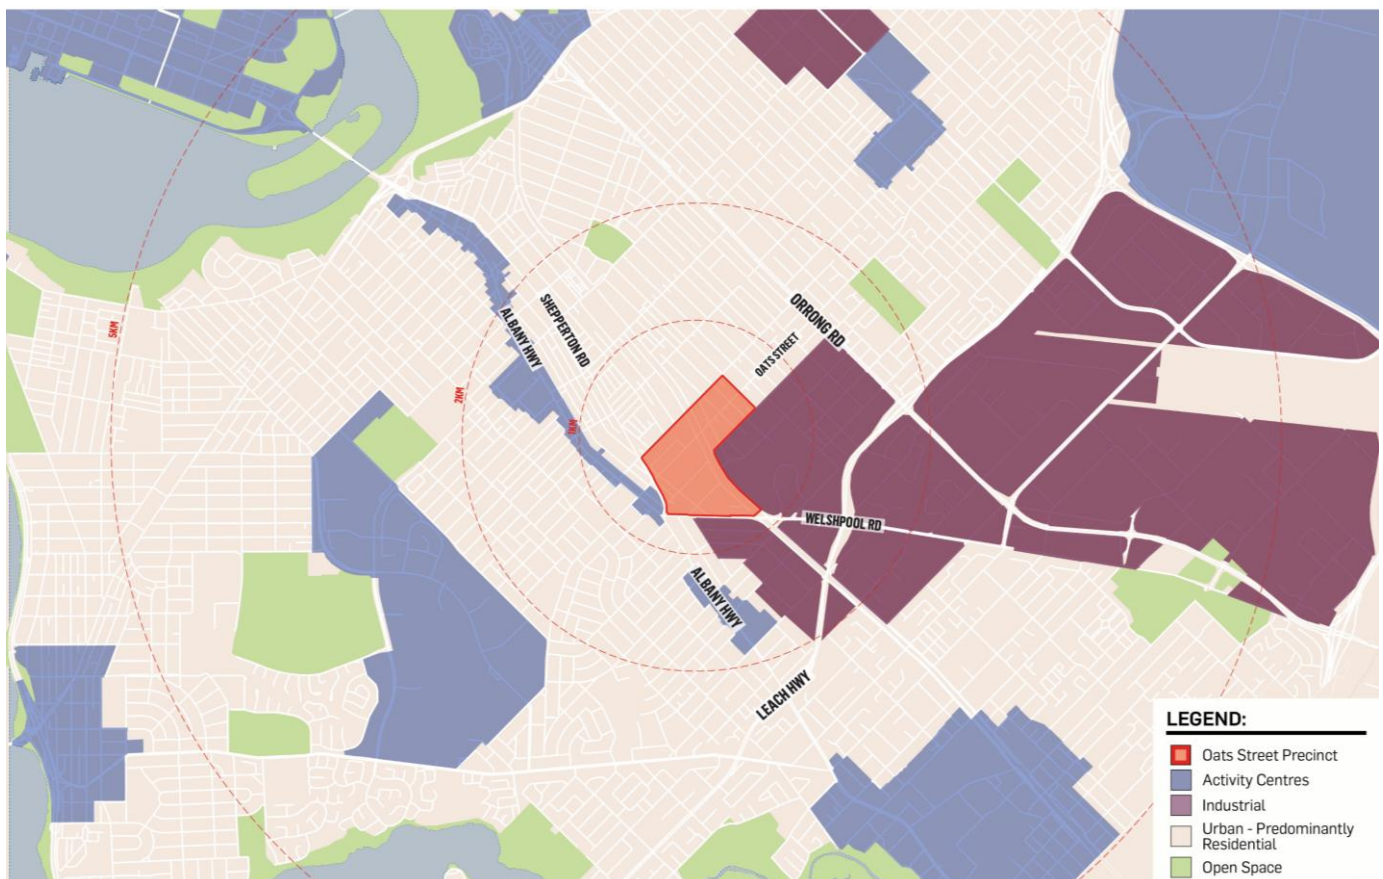 ORRONG RD
SHEPPERTON RD
ALBANY HWY
OATS STREET
5KM
2KM
1KM
WELSHPOOL RD
ALBANY HWY
LEACH HWY
LEGEND:
Oats Street Precinct
Activity Centres
Industrial
Urban - Predominantly
Residential
Open Space